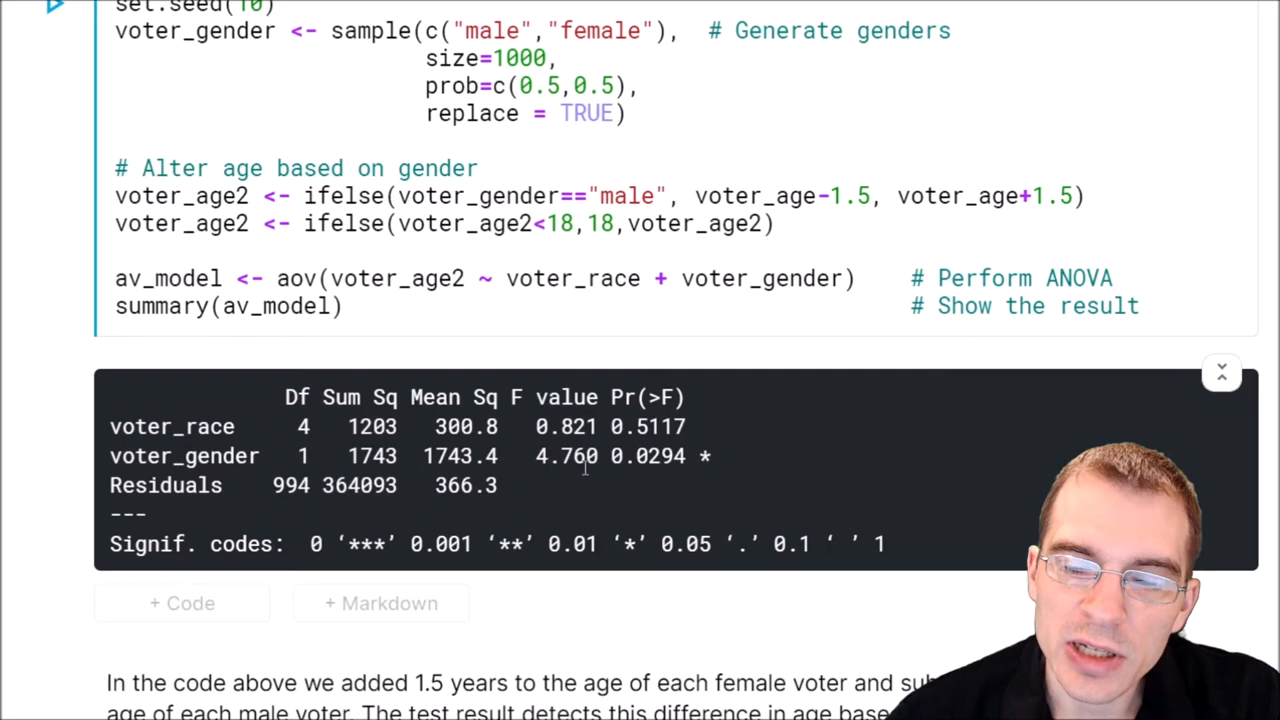 set.seed(10)
voter_gender <- sample(c("male","female"),  # Generate genders
size=1000,
prob=c(0.5,0.5),
replace = TRUE)
# Alter age based on gender
voter_age2 <- ifelse(voter_gender=="male", voter_age-1.5, voter_age+1.5)
voter_age2 <- ifelse(voter_age2<18,18,voter_age2)
av_model <- aov(voter_age2 ~ voter_race + voter_gender)    # Perform ANOVA
summary(av_model)    # Show the result
Df Sum Sq Mean Sq F value Pr(>F)
voter_race 4 1203 300.8 0.821 0.5117
voter_gender 1 1743 1743.4 4.760 0.0294 *
Residuals 994 364093 366.3
---
Signif. codes:  0 ‘***’ 0.001 ‘**’ 0.01 ‘*’ 0.05 ‘.’ 0.1 ‘ ’ 1
+ Code + Markdown
In the code above we added 1.5 years to the age of each female voter and
age of each male voter. The test result detects this difference in age